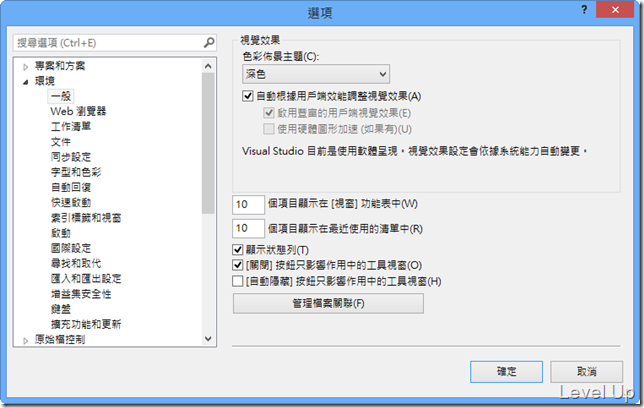 選項
?
搜尋選項 (Ctrl+E)
專案和方案
環境
一般
Web 瀏覽器
工作清單
文件
同步設定
字型和色彩
自動回復
快速啟動
索引標籤和視窗
啟動
國際設定
尋找和取代
匯入和匯出設定
增益集安全性
鍵盤
擴充功能和更新
原始檔控制
視覺效果
色彩佈景主題(C):
深色
自動根據用戶端效能調整視覺效果(A)
啟用豐富的用戶端視覺效果(E)
使用硬體圖形加速 (如果有)(U)
Visual Studio 目前是使用軟體呈現。視覺效果設定會依據系統能力自動變更。
10 個項目顯示在 [視窗] 功能表中(W)
10 個項目顯示在最近使用的清單中(R)
顯示狀態列(T)
[關閉] 按鈕只影響作用中的工具視窗(O)
[自動隱藏] 按鈕只影響作用中的工具視窗(H)
管理檔案關聯(F)
確定
取消
Level Up